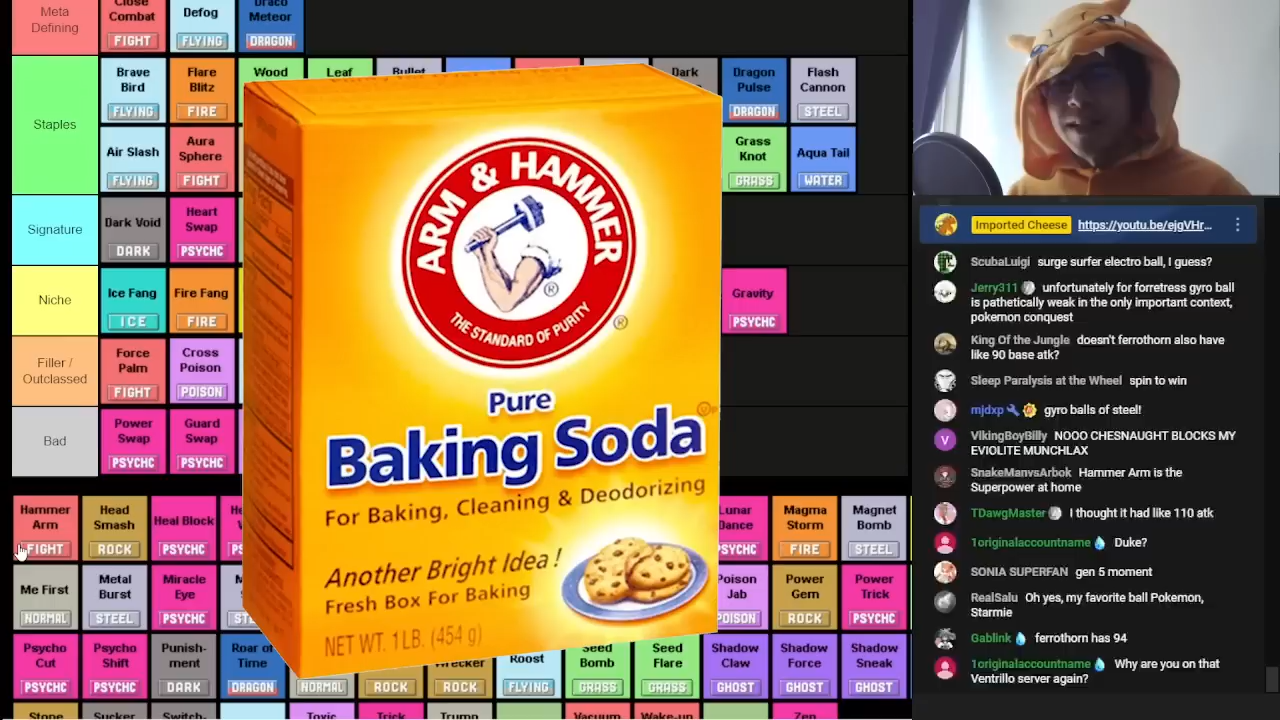 Meta
Defining
Close
Combat
FIGHT
Defog
FLYING
Draco
Meteor
DRAGON
Staples
Brave
Bird
FLYING
Flare
Blitz
FIRE
Wood
Leaf
Bullet
Dark
Dragon
Pulse
DRAGON
Flash
Cannon
STEEL
Air Slash
FLYING
Aura
Sphere
FIGHT
Grass
Knot
GRASS
Aqua Tail
WATER
Signature
Dark Void
DARK
Heart
Swap
PSYCHC
Niche
Ice Fang
ICE
Fire Fang
FIRE
Gravity
PSYCHC
Filler /
Outclassed
Force
Palm
FIGHT
Cross
Poison
POISON
Bad
Power
Swap
PSYCHC
Guard
Swap
PSYCHC
ARM & HAMMER
THE STANDARD OF PURITY
®
®
Pure
Baking Soda
For Baking, Cleaning & Deodorizing
Another Bright Idea!
Fresh Box For Baking
NET WT. 1LB. (454 g)
Hammer
Arm
FIGHT
Head
Smash
ROCK
Heal Block
PSYCHC
Lunar
Dance
PSYCHC
Magma
Storm
FIRE
Magnet
Bomb
STEEL
Me First
NORMAL
Metal
Burst
STEEL
Miracle
Eye
PSYCHC
Poison
Jab
POISON
Power
Gem
ROCK
Power
Trick
PSYCHC
Psycho
Cut
PSYCHC
Psycho
Shift
PSYCHC
Punish-
ment
DARK
Roar of
Time
DRAGON
NORMAL
ROCK
Wrecker
ROCK
Roost
FLYING
Seed
Bomb
GRASS
Seed
Flare
GRASS
Shadow
Claw
GHOST
Shadow
Force
GHOST
Shadow
Sneak
GHOST
Stone
Sucker
Switch-
Toxic
Trick
Trump
Vacuum
Wake-up
Zen
Imported Cheese https://youtu.be/ejgVHr...
ScubaLuigi surge surfer electro ball, I guess?
Jerry311 unfortunately for forretress gyro ball
is pathetically weak in the only important context,
pokemon conquest
King Of the Jungle doesn't ferrothorn also have
like 90 base atk?
Sleep Paralysis at the Wheel spin to win
mjdxp gyro balls of steel!
VikingBoyBilly NOOO CHESNAUGHT BLOCKS MY
EVIOLITE MUNCHLAX
SnakeManvsArbok Hammer Arm is the
Superpower at home
TDawgMaster I thought it had like 110 atk
1originalaccountname Duke?
SONIA SUPERFAN gen 5 moment
RealSalu Oh yes, my favorite ball Pokemon,
Starmie
Gablink ferrothorn has 94
1originalaccountname Why are you on that
Ventrillo server again?